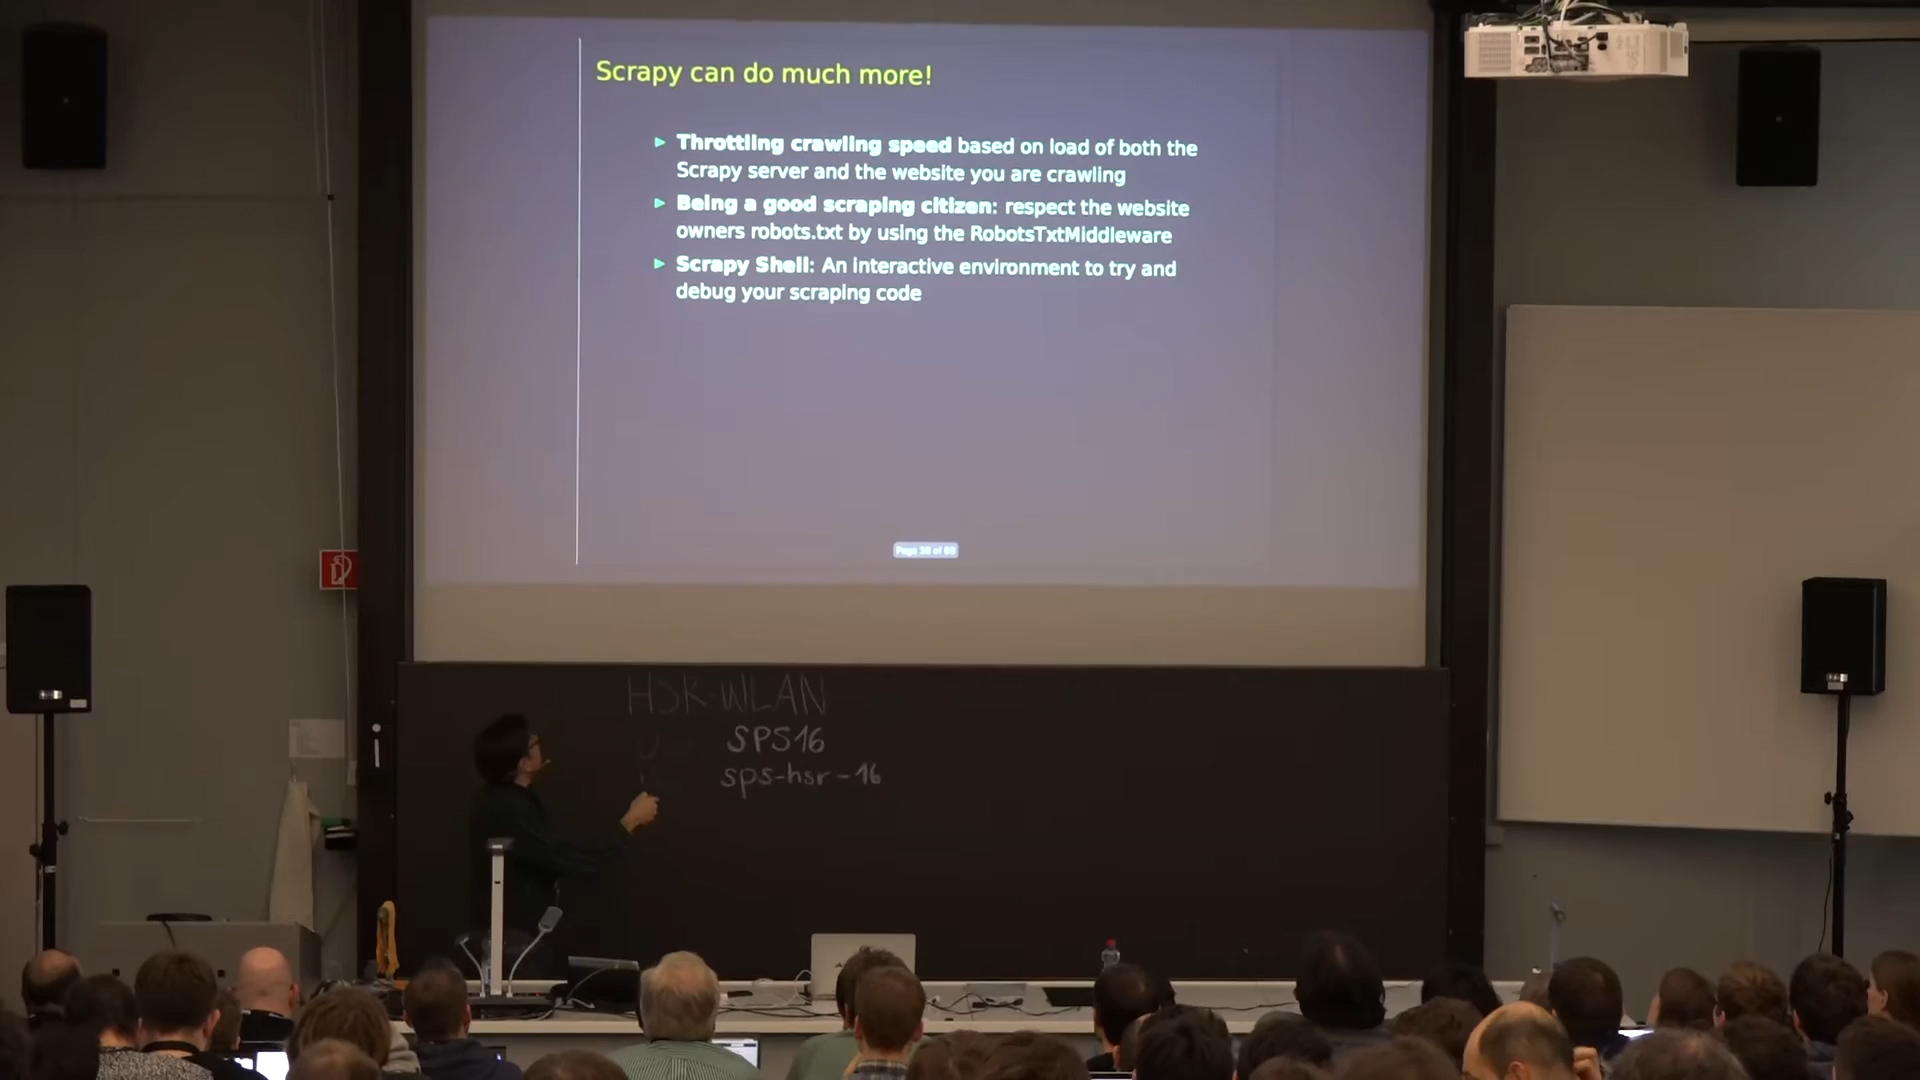 Scrapy can do much more!
Throttling crawling speed based on load of both the
Scrapy server and the website you are crawling
Being a good scraping citizen: respect the website
owners robots.txt by using the RobotsTxtMiddleware
Scrapy Shell: An interactive environment to try and
debug your scraping code
HSR-WLAN
SPS16
sps-hsr-16